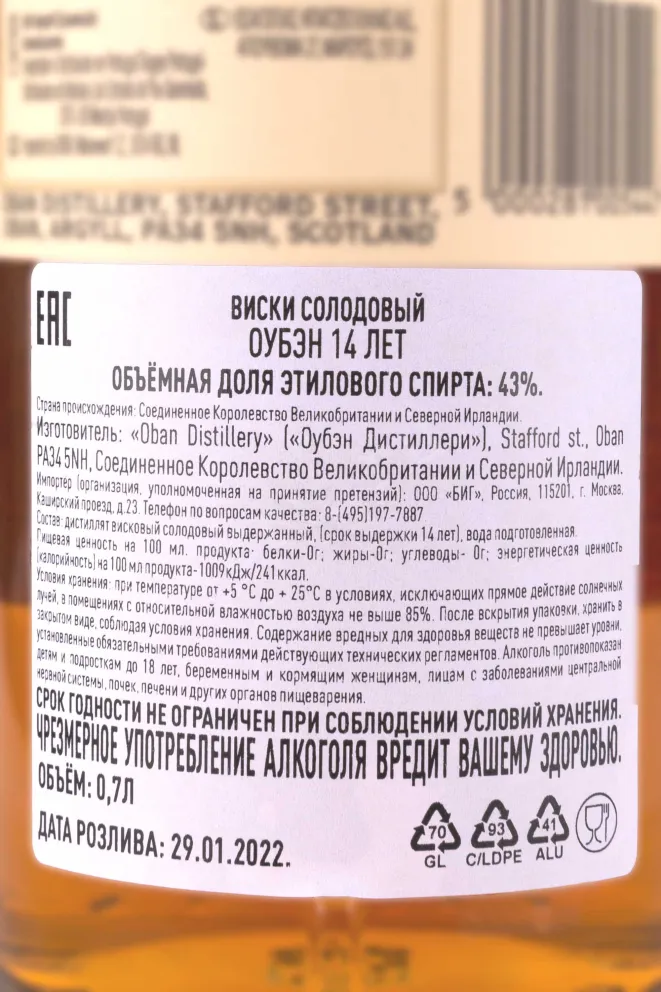 DISTILLERY, STAFFORD STREET,
ARGYLL, PA34 5NH, SCOTLAND
EAC
ВИСКИ СОЛОДОВЫЙ
ОУБЭН 14 ЛЕТ
ОБЪЁМНАЯ ДОЛЯ ЭТИЛОВОГО СПИРТА: 43%.
Страна происхождения: Соединенное Королевство Великобритании и Северной Ирландии.
Изготовитель: «Oban Distillery» («Оубэн Дистиллери»), Stafford st., Oban
PA34 5NH, Соединенное Королевство Великобритании и Северной Ирландии.
Импортер (организация, уполномоченная на принятие претензий): ООО «БИГ», Россия, 115201, г. Москва,
Каширский проезд, д.23. Телефон по вопросам качества: 8-(495)197-7887
Состав: дистиллят висковый солодовый выдержанный, (срок выдержки 14 лет), вода подготовленная.
Пищевая ценность на 100 мл. продукта: белки-0г; жиры-0г; углеводы- 0г; энергетическая ценность
(калорийность) на 100 мл продукта-1009кДж/241 ккал.
Условия хранения: при температуре от +5 °C до + 25°C в условиях, исключающих прямое действие солнечных
лучей, в помещениях с относительной влажностью воздуха не выше 85%. После вскрытия упаковки, хранить в
закрытом виде, соблюдая условия хранения. Содержание вредных для здоровья веществ не превышает уровни,
установленные обязательными требованиями действующих технических регламентов. Алкоголь противопоказан
детям и подросткам до 18 лет, беременным и кормящим женщинам, лицам с заболеваниями центральной
нервной системы, почек, печени и других органов пищеварения.
СРОК ГОДНОСТИ НЕ ОГРАНИЧЕН ПРИ СОБЛЮДЕНИИ УСЛОВИЙ ХРАНЕНИЯ.
ЧРЕЗМЕРНОЕ УПОТРЕБЛЕНИЕ АЛКОГОЛЯ ВРЕДИТ ВАШЕМУ ЗДОРОВЬЮ.
ОБЪЁМ: 0,7Л
ДАТА РОЗЛИВА: 29.01.2022.
70 93 41
GL C/LDPE ALU